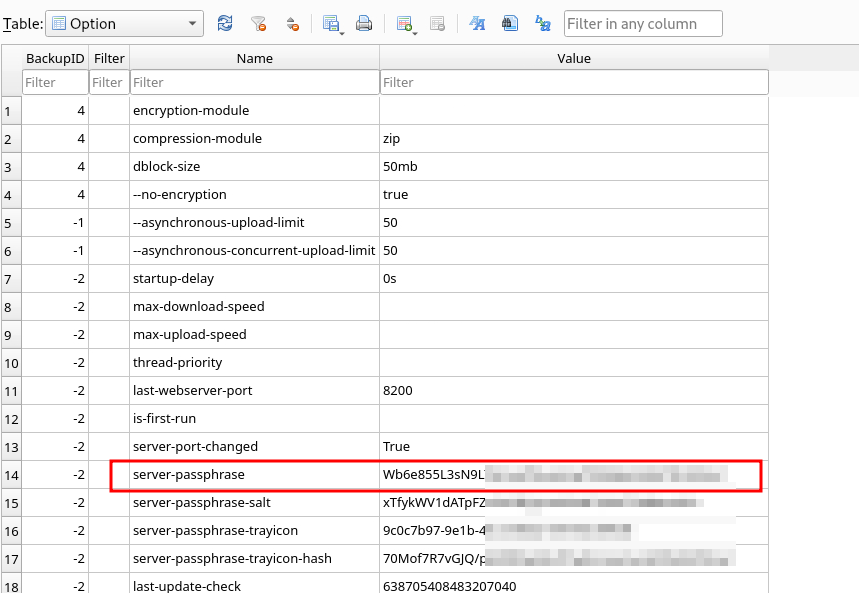 Table: Option Filter in any column
BackupID Filter Name Value
Filter Filter Filter Filter
1 4 encryption-module
2 4 compression-module zip
3 4 dblock-size 50mb
4 4 --no-encryption true
5 -1 --asynchronous-upload-limit 50
6 -1 --asynchronous-concurrent-upload-limit 50
7 -2 startup-delay 0s
8 -2 max-download-speed
9 -2 max-upload-speed
10 -2 thread-priority
11 -2 last-webserver-port 8200
12 -2 is-first-run
13 -2 server-port-changed True
14 -2 server-passphrase Wb6e855L3sN9L
15 -2 server-passphrase-salt xTfykWV1dATpFZ
16 -2 server-passphrase-trayicon 9c0c7b97-9e1b-4
17 -2 server-passphrase-trayicon-hash 70Mof7R7vGJQ/p
18 -2 last-update-check 638705408483207040